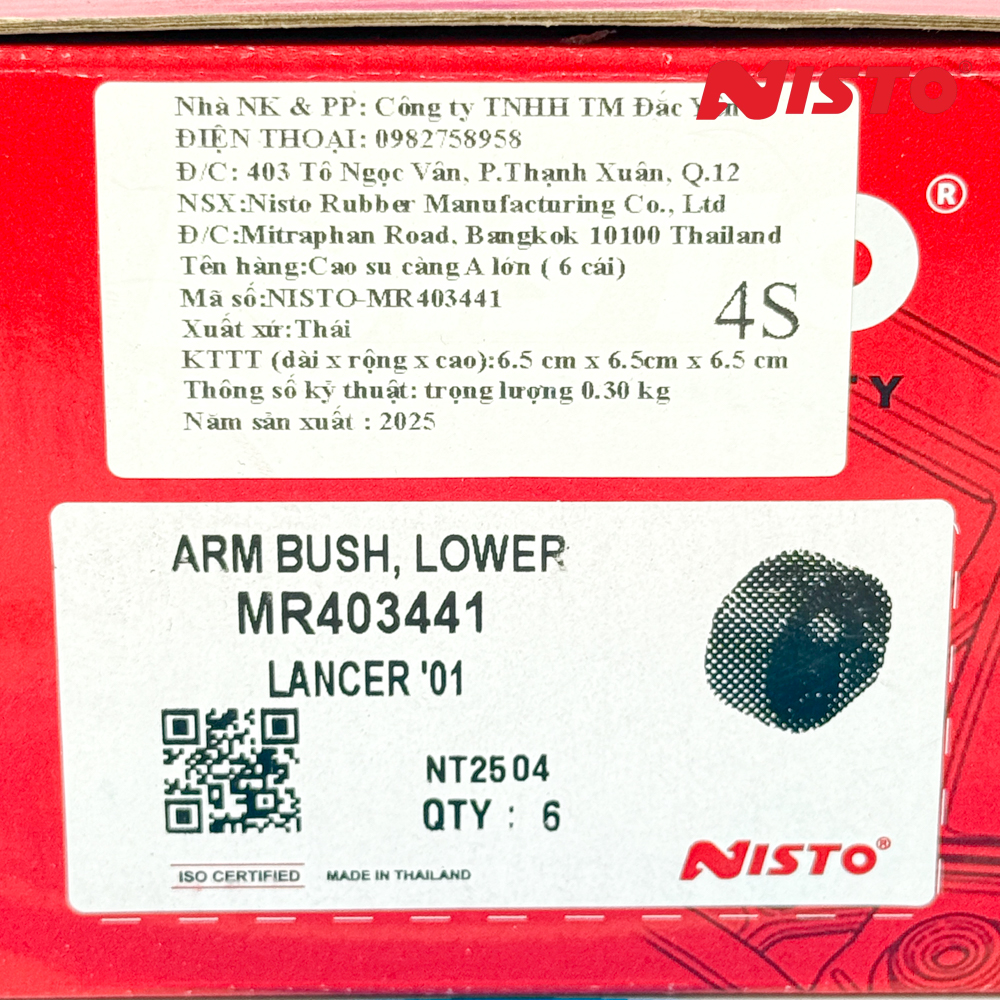 NISTO
Nhà NK & PP: Công ty TNHH TM Đắc
ĐIỆN THOẠI: 0982758958
Đ/C: 403 Tô Ngọc Vân, P.Thạnh Xuân, Q.12
NSX:Nisto Rubber Manufacturing Co., Ltd
Đ/C:Mitraphan Road, Bangkok 10100 Thailand
Tên hàng:Cao su càng A lớn ( 6 cái)
Mã số:NISTO-MR403441
4S
Xuất xứ:Thái
KTTT (dài x rộng x cao):6.5 cm x 6.5cm x 6.5 cm
Thông số kỹ thuật: trọng lượng 0.30 kg
Năm sản xuất : 2025
ARM BUSH, LOWER
MR403441
LANCER '01
NT2504
QTY : 6
NISTO®
ISO CERTIFIED MADE IN THAILAND